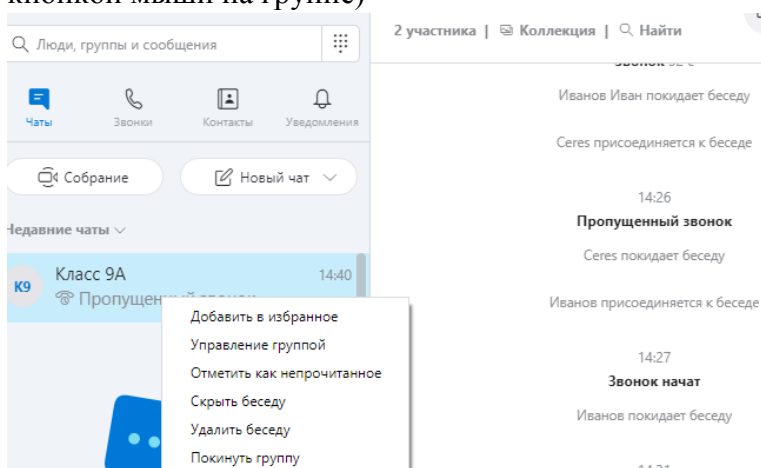 кнопкой мыши на группе)
Люди, группы и сообщения
Чаты Звонки Контакты Уведомления
Собрание Новый чат
Недавние чаты
К9 Класс 9А 14:40
Пропущенный звонок
Добавить в избранное
Управление группой
Отметить как непрочитанное
Скрыть беседу
Удалить беседу
Покинуть группу
2 участника | Коллекция | Найти
Звонок 32 с
Иванов Иван покидает беседу
Ceres присоединяется к беседе
14:26
Пропущенный звонок
Ceres покидает беседу
Иванов присоединяется к беседе
14:27
Звонок начат
Иванов покидает беседу